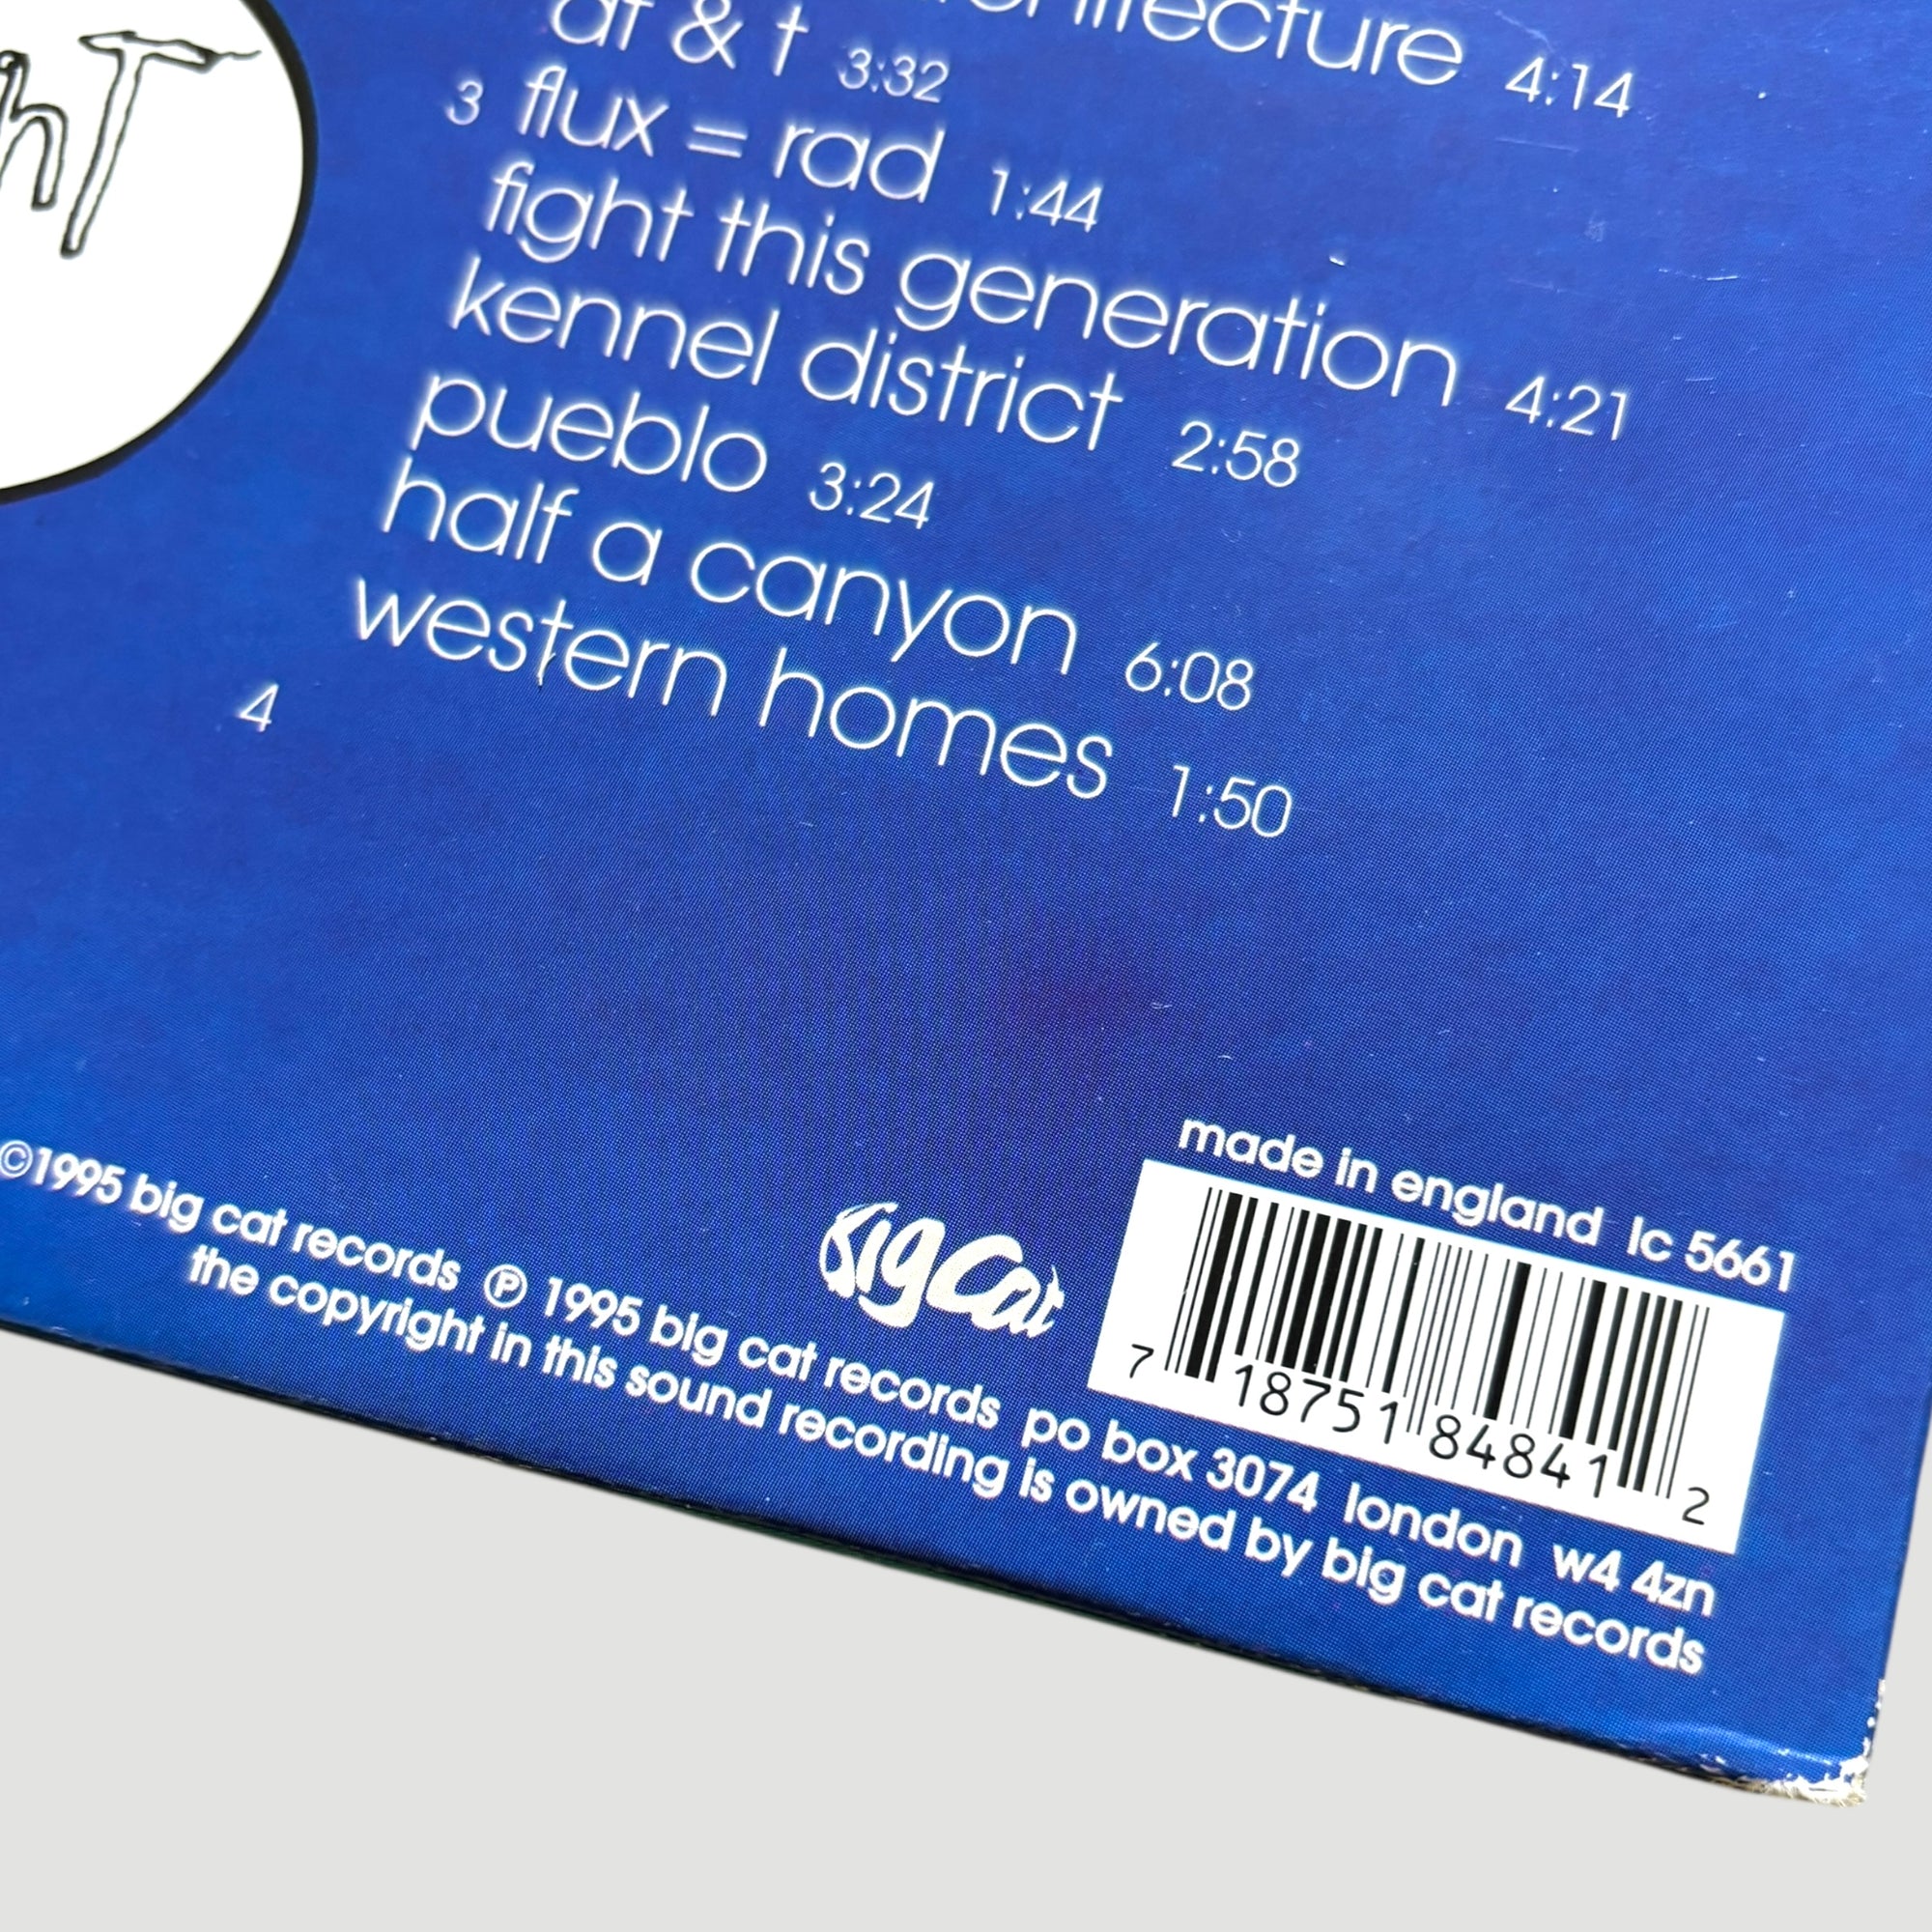 4:14
at & t 3:32
3 flux = rad 1:44
fight this generation 4:21
kennel district 2:58
pueblo 3:24
half a canyon 6:08
western homes 1:50
4
made in england lc 5661
Big Cat
7 18751 84841 2
©1995 big cat records ℗ 1995 big cat records po box 3074 london w4 4zn
the copyright in this sound recording is owned by big cat records